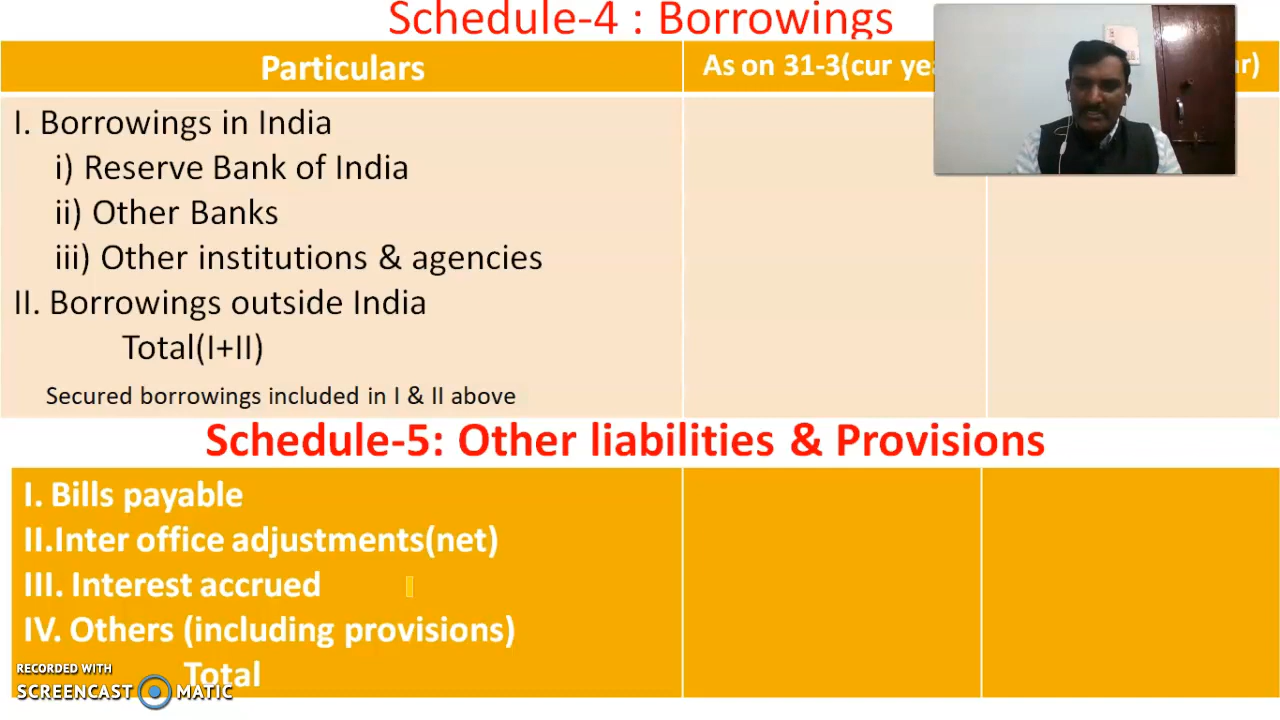 Schedule-4 : Borrowings
Particulars
As on 31-3(cur
r)
I. Borrowings in India
i) Reserve Bank of India
ii) Other Banks
iii) Other institutions & agencies
II. Borrowings outside India
Total(I+II)
Secured borrowings included in I & II above
Schedule-5: Other liabilities & Provisions
I. Bills payable
II.Inter office adjustments(net)
III. Interest accrued
IV. Others (including provisions)
Total
RECORDED WITH
SCREENCAST MATIC